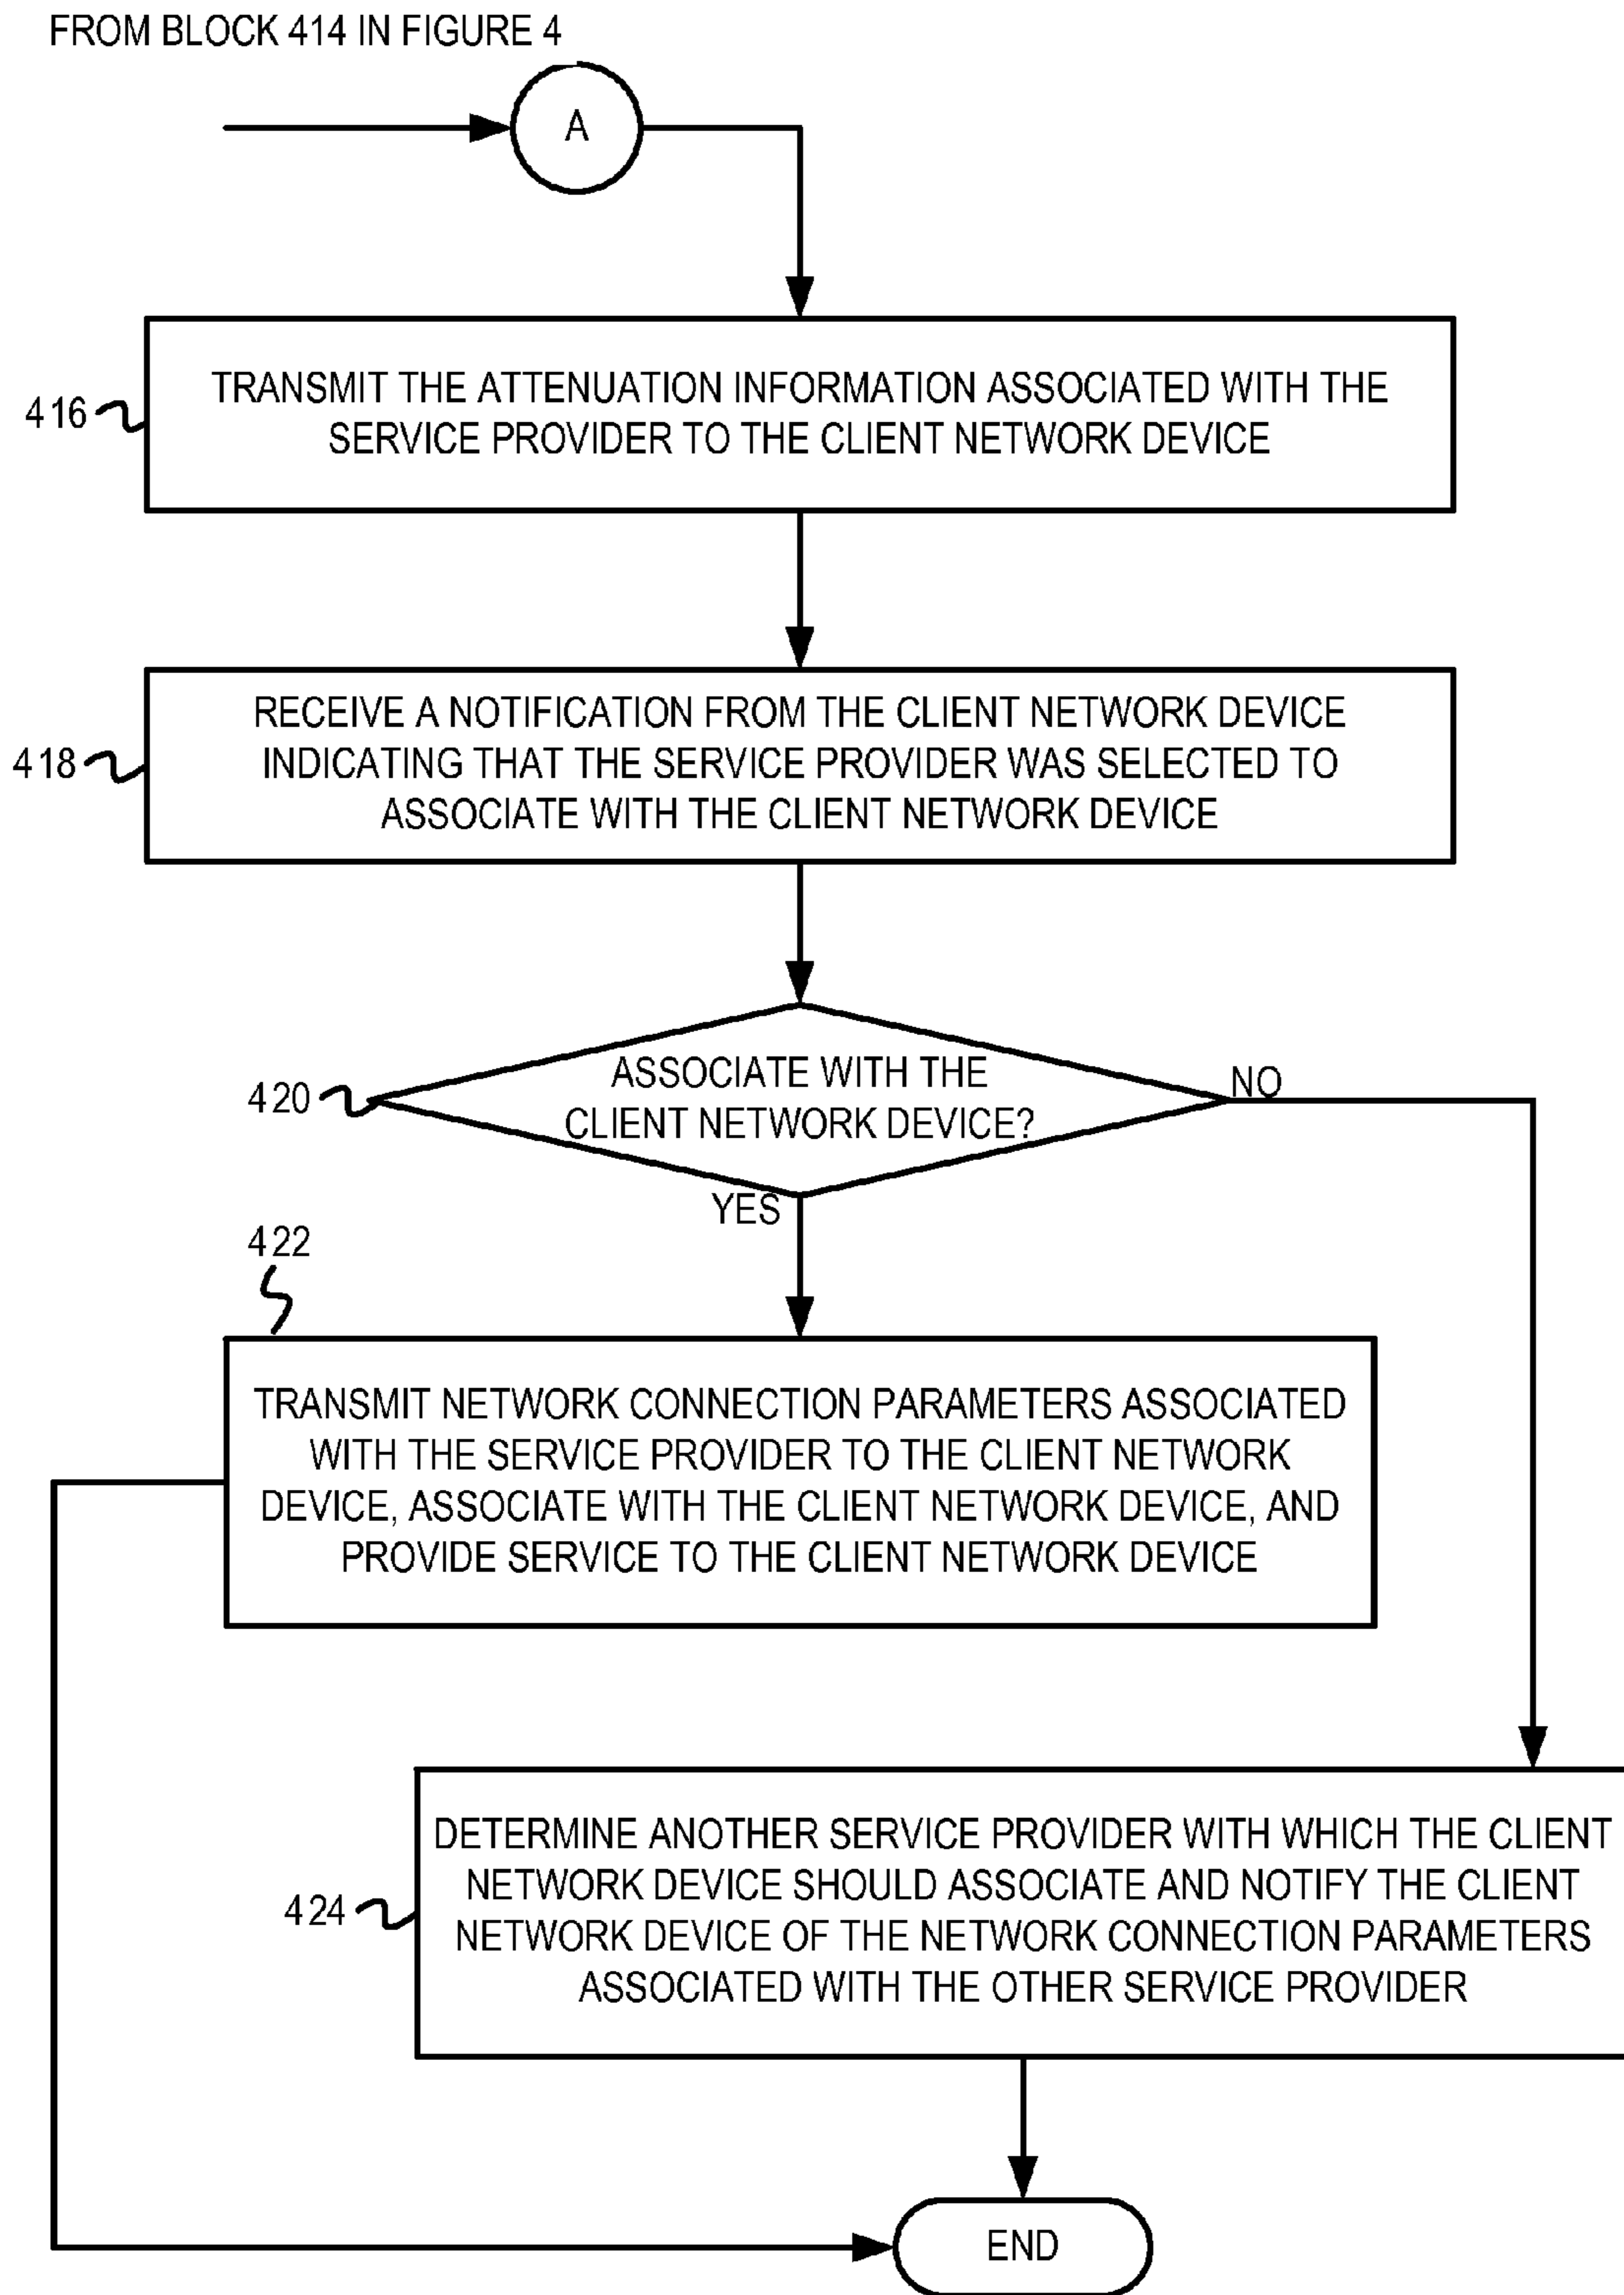 FROM BLOCK 414 IN FIGURE 4
A
TRANSMIT THE ATTENUATION INFORMATION ASSOCIATED WITH THE
SERVICE PROVIDER TO THE CLIENT NETWORK DEVICE
416
RECEIVE A NOTIFICATION FROM THE CLIENT NETWORK DEVICE
INDICATING THAT THE SERVICE PROVIDER WAS SELECTED TO
ASSOCIATE WITH THE CLIENT NETWORK DEVICE
418
ASSOCIATE WITH THE
CLIENT NETWORK DEVICE?
420
NO
YES
422
TRANSMIT NETWORK CONNECTION PARAMETERS ASSOCIATED
WITH THE SERVICE PROVIDER TO THE CLIENT NETWORK
DEVICE, ASSOCIATE WITH THE CLIENT NETWORK DEVICE, AND
PROVIDE SERVICE TO THE CLIENT NETWORK DEVICE
DETERMINE ANOTHER SERVICE PROVIDER WITH WHICH THE CLIENT
NETWORK DEVICE SHOULD ASSOCIATE AND NOTIFY THE CLIENT
NETWORK DEVICE OF THE NETWORK CONNECTION PARAMETERS
ASSOCIATED WITH THE OTHER SERVICE PROVIDER
424
END